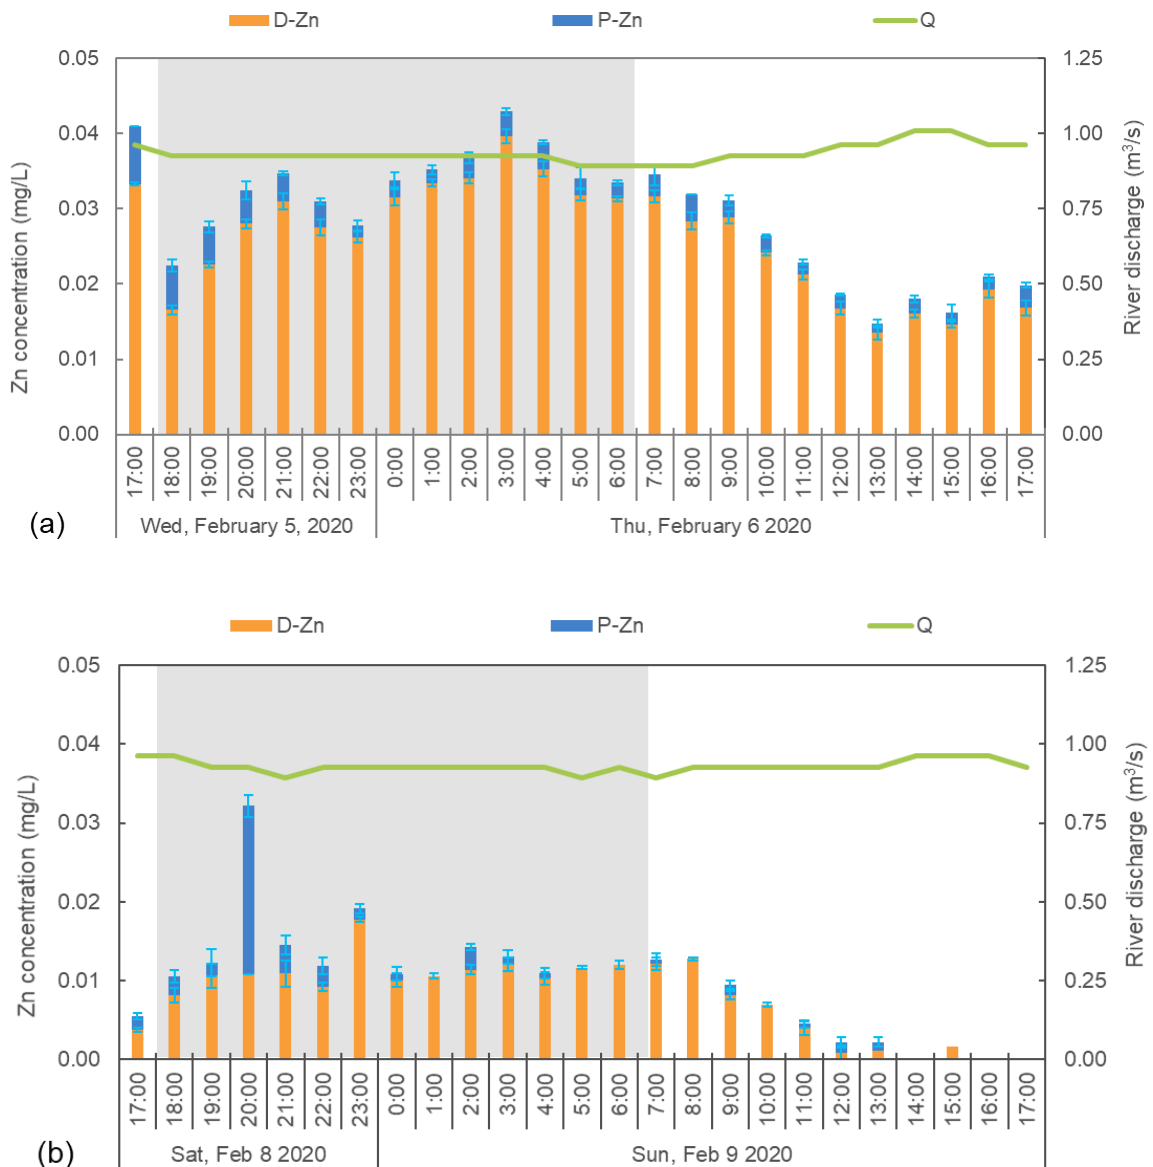 D-Zn P-Zn Q
0.05 1.25
0.04 1.00
0.03 0.75
0.02 0.50
0.01 0.25
0.00 0.00
Zn concentration (mg/L)
River discharge (m³/s)
17:00 18:00 19:00 20:00 21:00 22:00 23:00 0:00 1:00 2:00 3:00 4:00 5:00 6:00 7:00 8:00 9:00 10:00 11:00 12:00 13:00 14:00 15:00 16:00 17:00
(a) Wed, February 5, 2020 Thu, February 6 2020
D-Zn P-Zn Q
0.05 1.25
0.04 1.00
0.03 0.75
0.02 0.50
0.01 0.25
0.00 0.00
Zn concentration (mg/L)
River discharge (m³/s)
17:00 18:00 19:00 20:00 21:00 22:00 23:00 0:00 1:00 2:00 3:00 4:00 5:00 6:00 7:00 8:00 9:00 10:00 11:00 12:00 13:00 14:00 15:00 16:00 17:00
(b) Sat, Feb 8 2020 Sun, Feb 9 2020